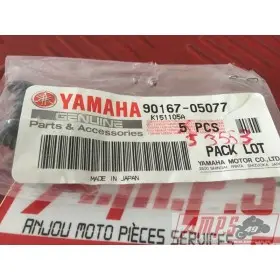 YAMAHA 90167-05077
GENUINE K151105A
Parts & Accessories 5 PCS
PACK LOT
YAMAHA MOTOR CO., LTD.
MADE IN JAPAN
AMPS
ANJOU MOTO PIÈCES SERVICES